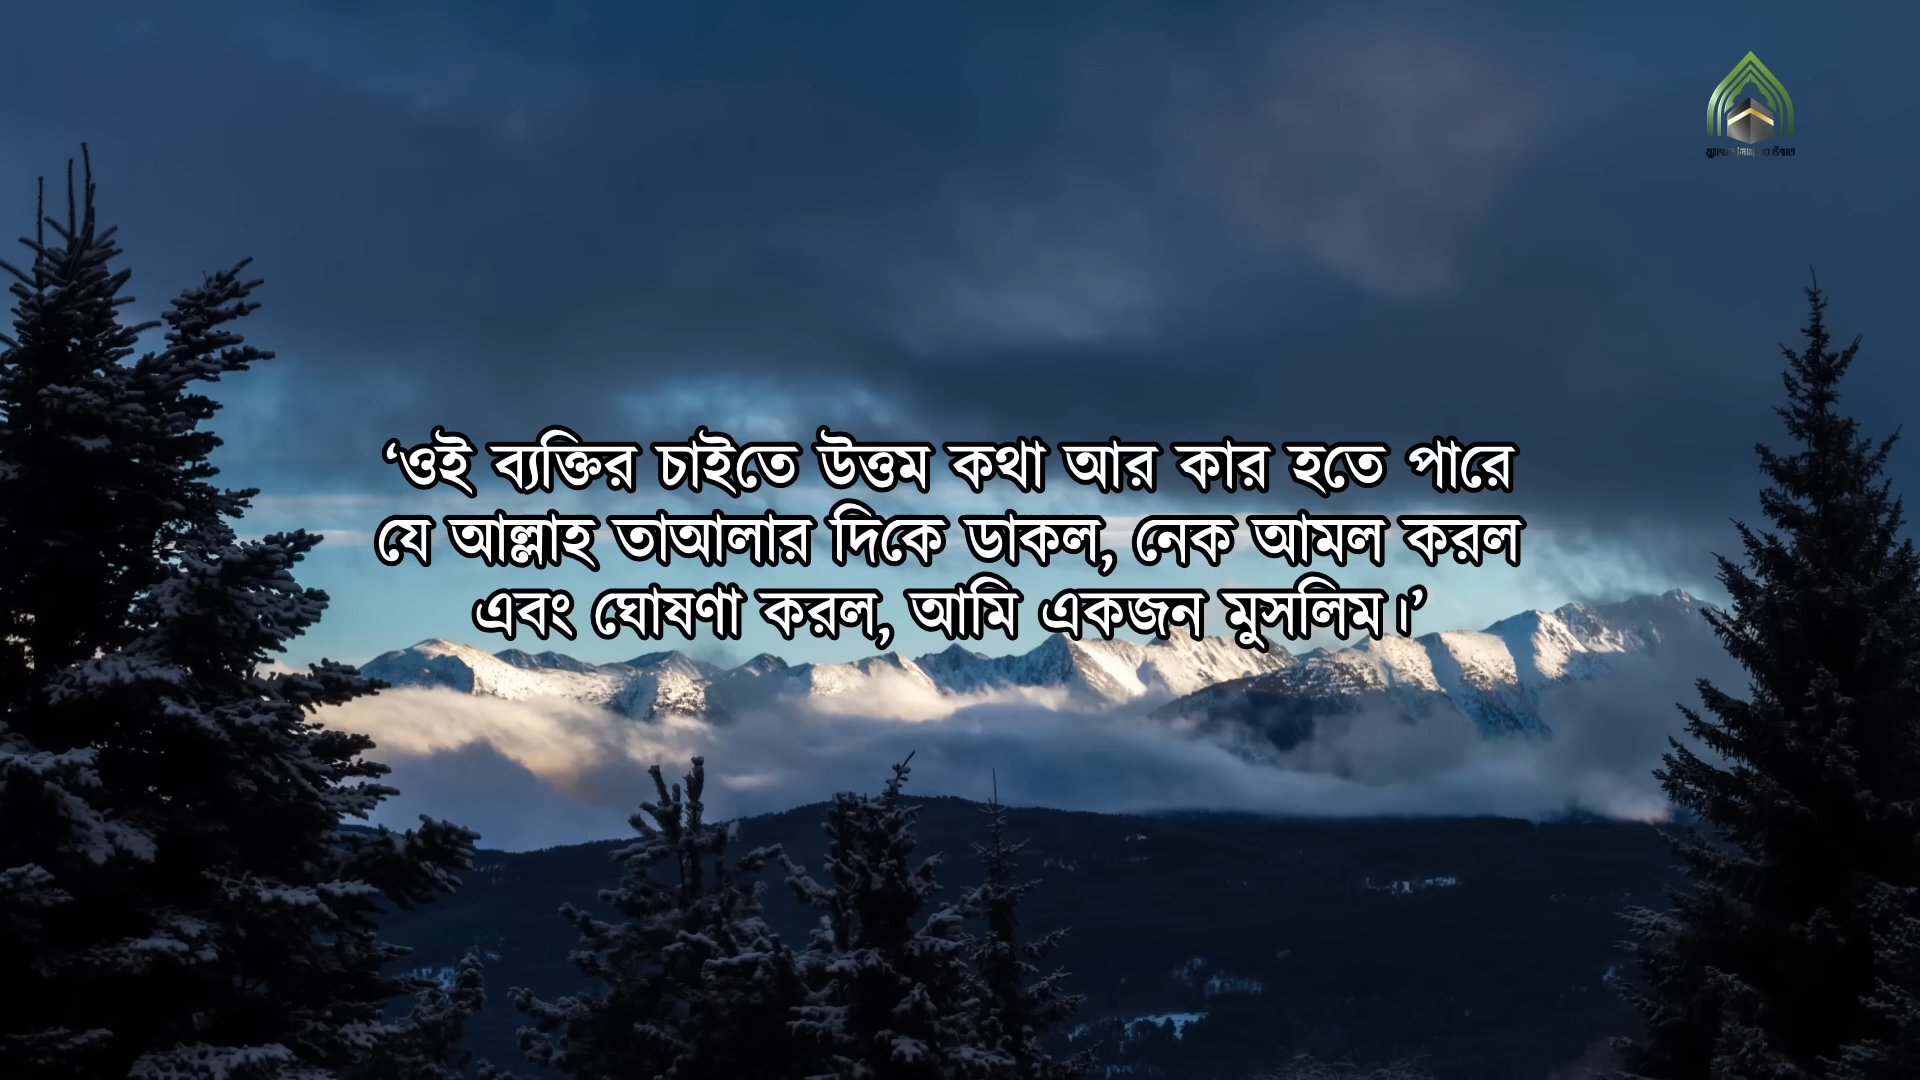 ‘ওই ব্যক্তির চাইতে উত্তম কথা আর কার হতে পারে
যে আল্লাহ তাআলার দিকে ডাকল, নেক আমল করল
এবং ঘোষণা করল, আমি একজন মুসলিম।’